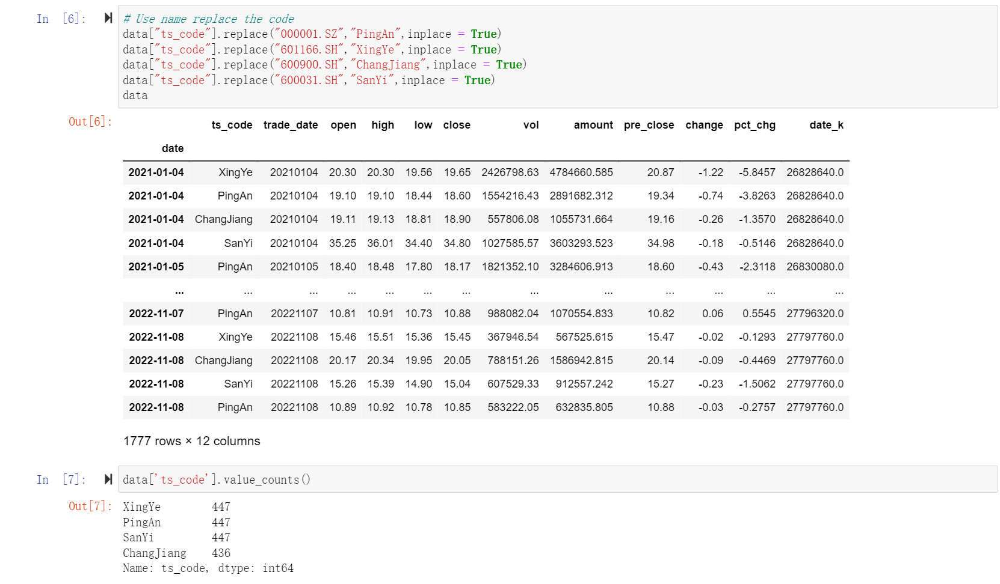 In [6]:
# Use name replace the code
data["ts_code"].replace("000001.SZ","PingAn",inplace = True)
data["ts_code"].replace("601166.SH","XingYe",inplace = True)
data["ts_code"].replace("600900.SH","ChangJiang",inplace = True)
data["ts_code"].replace("600031.SH","SanYi",inplace = True)
data
Out[6]:
ts_code trade_date open high low close vol amount pre_close change pct_chg date_k
date
2021-01-04 XingYe 20210104 20.30 20.30 19.56 19.65 2426798.63 4784660.585 20.87 -1.22 -5.8457 26828640.0
2021-01-04 PingAn 20210104 19.10 19.10 18.44 18.60 1554216.43 2891682.312 19.34 -0.74 -3.8263 26828640.0
2021-01-04 ChangJiang 20210104 19.11 19.13 18.81 18.90 557806.08 1055731.664 19.16 -0.26 -1.3570 26828640.0
2021-01-04 SanYi 20210104 35.25 36.01 34.40 34.80 1027585.57 3603293.523 34.98 -0.18 -0.5146 26828640.0
2021-01-05 PingAn 20210105 18.40 18.48 17.80 18.17 1821352.10 3284606.913 18.60 -0.43 -2.3118 26830080.0
... ... ... ... ... ... ... ... ... ... ... ... ...
2022-11-07 PingAn 20221107 10.81 10.91 10.73 10.88 988082.04 1070554.833 10.82 0.06 0.5545 27796320.0
2022-11-08 XingYe 20221108 15.46 15.51 15.36 15.45 367946.54 567525.615 15.47 -0.02 -0.1293 27797760.0
2022-11-08 ChangJiang 20221108 20.17 20.34 19.95 20.05 788151.26 1586942.815 20.14 -0.09 -0.4469 27797760.0
2022-11-08 SanYi 20221108 15.26 15.39 14.90 15.04 607529.33 912557.242 15.27 -0.23 -1.5062 27797760.0
2022-11-08 PingAn 20221108 10.89 10.92 10.78 10.85 583222.05 632835.805 10.88 -0.03 -0.2757 27797760.0
1777 rows × 12 columns
In [7]:
data['ts_code'].value_counts()
Out[7]:
XingYe 447
PingAn 447
SanYi 447
ChangJiang 436
Name: ts_code, dtype: int64